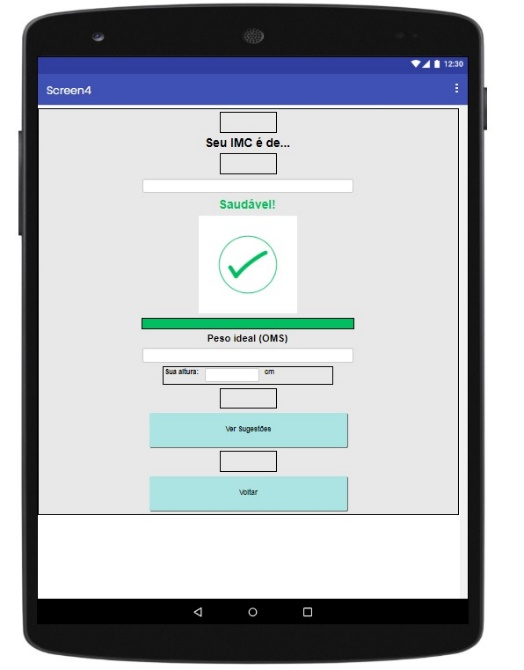 12:30
Screen4
Seu IMC é de...
Saudável!
Peso ideal (OMS)
Sua altura: cm
Ver Sugestões
Voltar